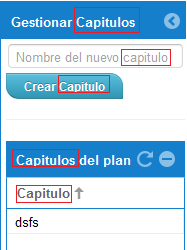 Gestionar Capitulos
Nombre del nuevo capitulo
Crear Capitulo
Capitulos del plan
Capitulo
dsfs